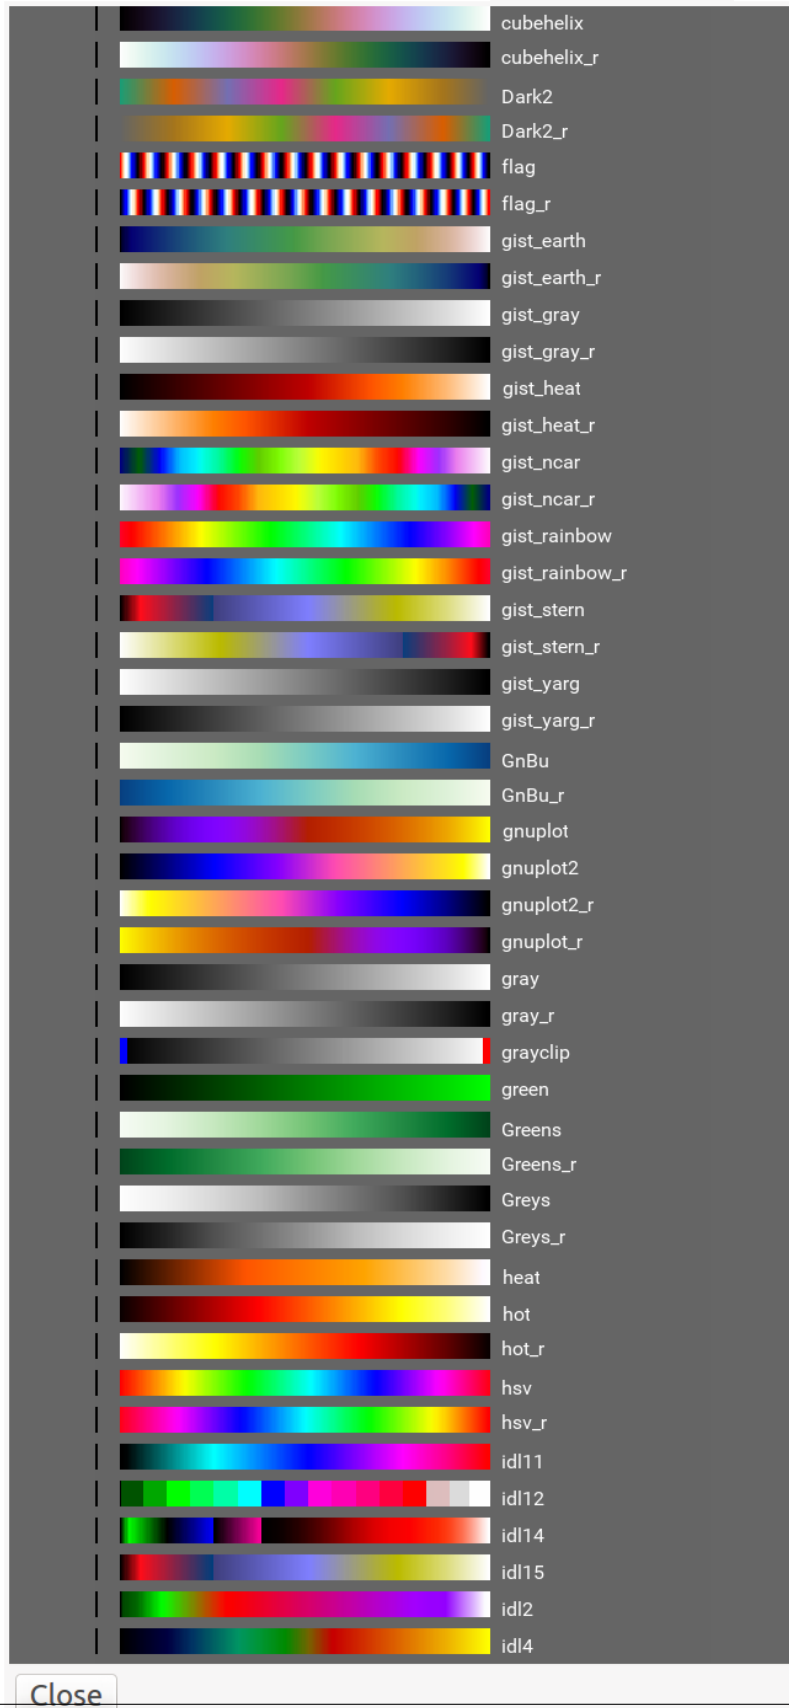 cubehelix
cubehelix_r
Dark2
Dark2_r
flag
flag_r
gist_earth
gist_earth_r
gist_gray
gist_gray_r
gist_heat
gist_heat_r
gist_ncar
gist_ncar_r
gist_rainbow
gist_rainbow_r
gist_stern
gist_stern_r
gist_yarg
gist_yarg_r
GnBu
GnBu_r
gnuplot
gnuplot2
gnuplot2_r
gnuplot_r
gray
gray_r
grayclip
green
Greens
Greens_r
Greys
Greys_r
heat
hot
hot_r
hsv
hsv_r
idl11
idl12
idl14
idl15
idl2
idl4
Close